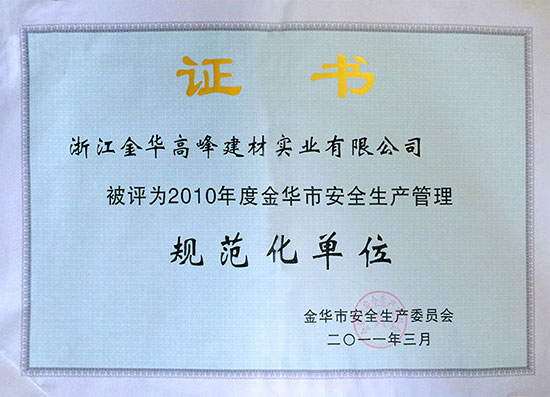 证书
浙江金华高峰建材实业有限公司
被评为2010年度金华市安全生产管理
规范化单位
金华市安全生产委员会
二〇一一年三月